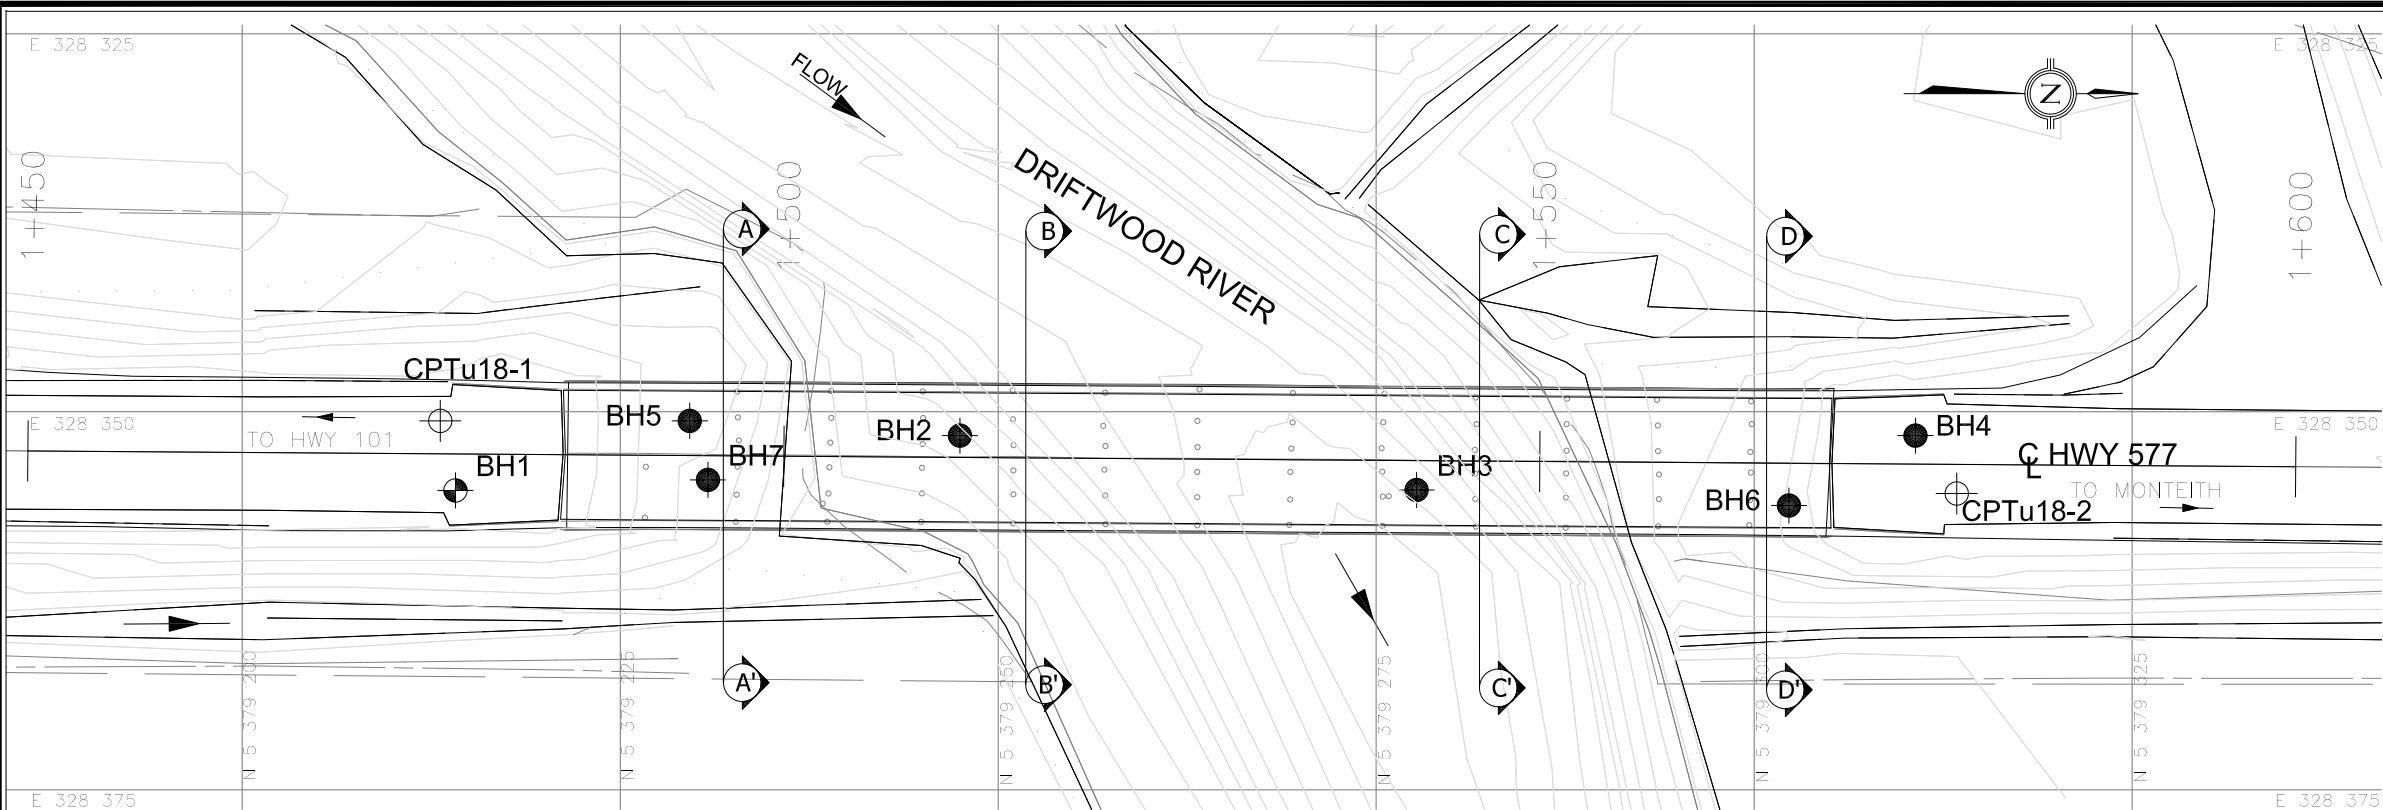 E 328 325
E 328 325
FLOW
N
DRIFTWOOD RIVER
1+450
1+500
1+550
1+600
A
B
C
D
CPTu18-1
E 328 350
BH5
BH2
BH4
E 328 350
TO HWY 101
BH1
BH7
BH3
BH6
CL HWY 577
TO MONTEITH
CPTu18-2
A'
B'
C'
D'
N 5 379 200
N 5 379 225
N 5 379 250
N 5 379 275
N 5 379 300
N 5 379 325
E 328 375
E 328 375